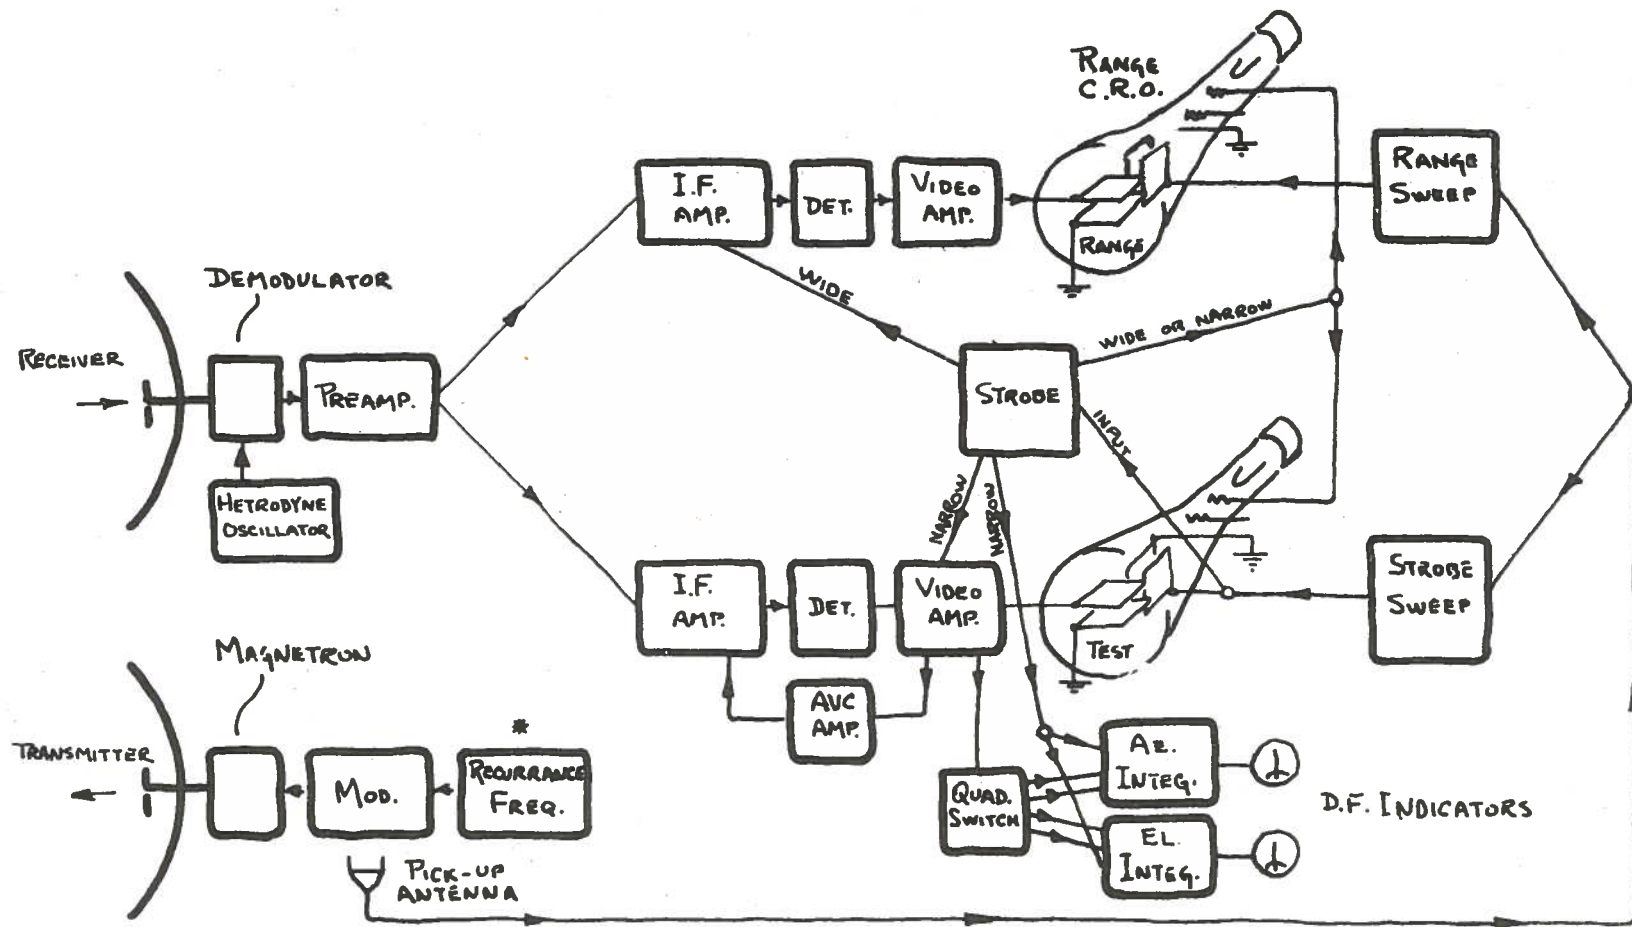 RANGE
C.R.O.
I.F.
AMP.
DET.
VIDEO
AMP.
RANGE
RANGE
SWEEP
DEMODULATOR
WIDE
WIDE OR NARROW
RECEIVER
PREAMP.
STROBE
INPUT
HETRODYNE
OSCILLATOR
NARROW
NARROW
I.F.
AMP.
DET.
VIDEO
AMP.
TEST
STROBE
SWEEP
MAGNETRON
AVC
AMP.
*
TRANSMITTER
MOD.
RECURRANCE
FREQ.
QUAD.
SWITCH
AZ.
INTEG.
EL.
INTEG.
D.F. INDICATORS
PICK-UP
ANTENNA